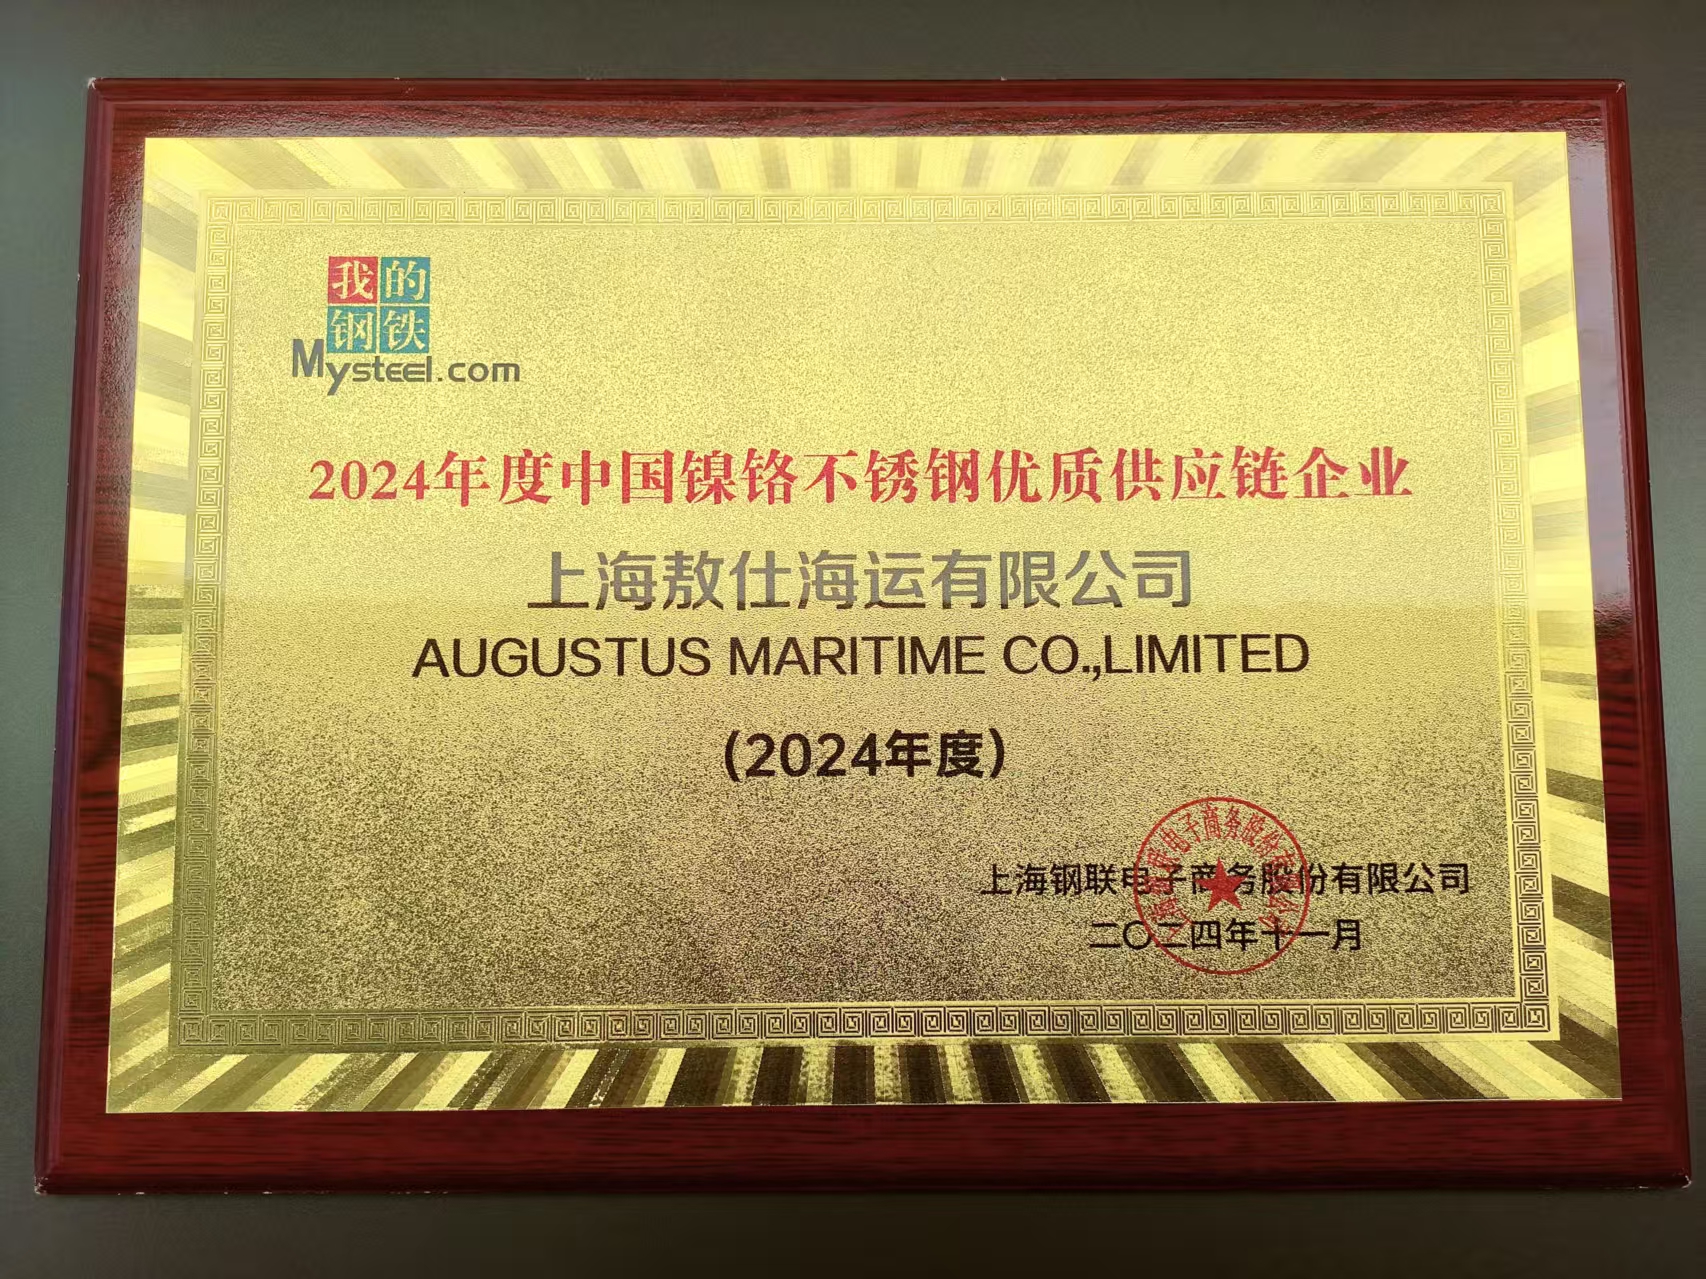 我的
钢铁
Mysteel.com
2024年度中国镍铬不锈钢优质供应链企业
上海敖仕海运有限公司
AUGUSTUS MARITIME CO.,LIMITED
(2024年度)
上海钢联电子商务股份有限公司
二〇二四年十一月